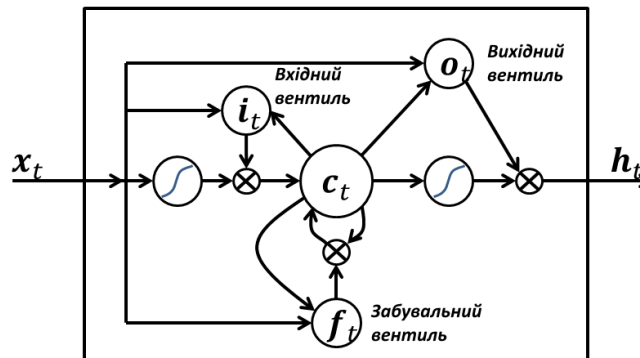 o_t
Вихідний
вентиль
Вхідний
вентиль
i_t
x_t
c_t
h_t
Забувальний
вентиль
f_t